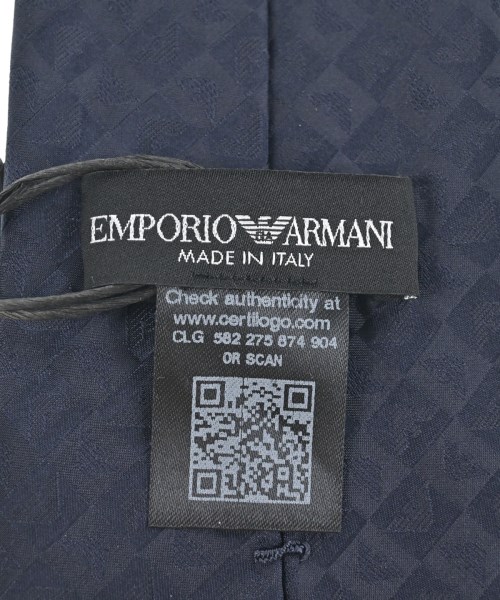 EMPORIO ARMANI
MADE IN ITALY
Check authenticity at
www.certilogo.com
CLG 582 275 874 904
OR SCAN